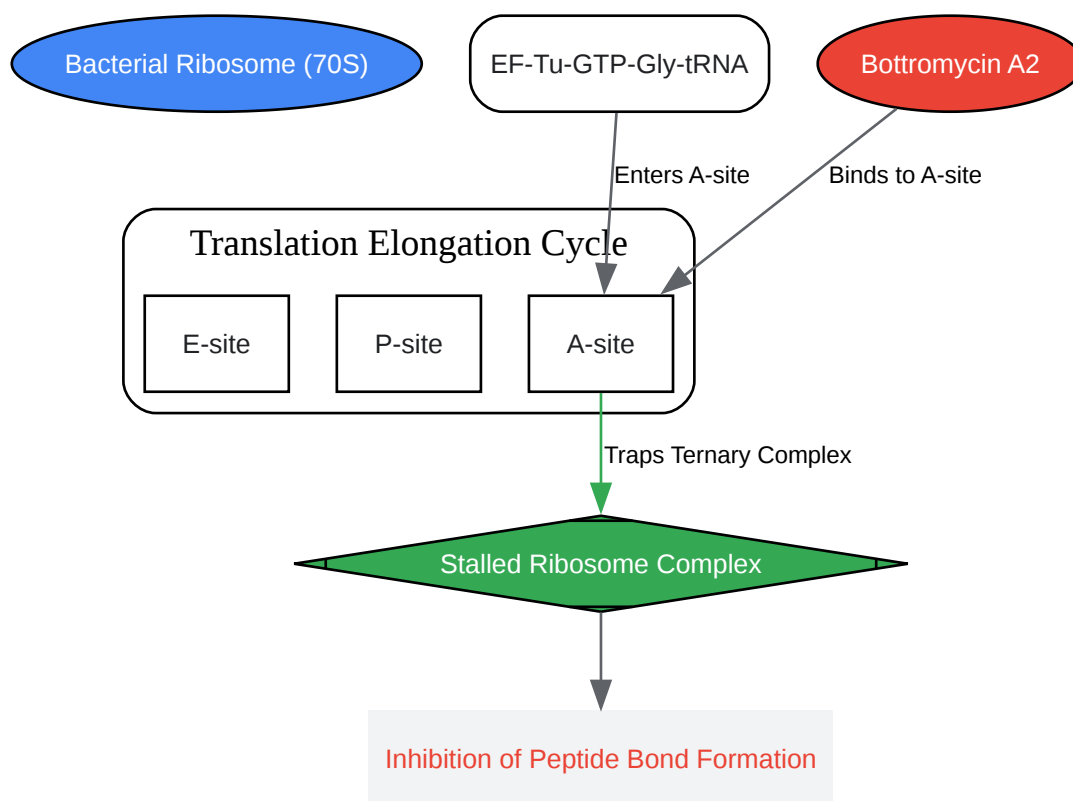 Bacterial Ribosome (70S)
EF-Tu-GTP-Gly-tRNA
Bottromycin A2
Enters A-site
Binds to A-site
Translation Elongation Cycle
E-site
P-site
A-site
Traps Ternary Complex
Stalled Ribosome Complex
Inhibition of Peptide Bond Formation